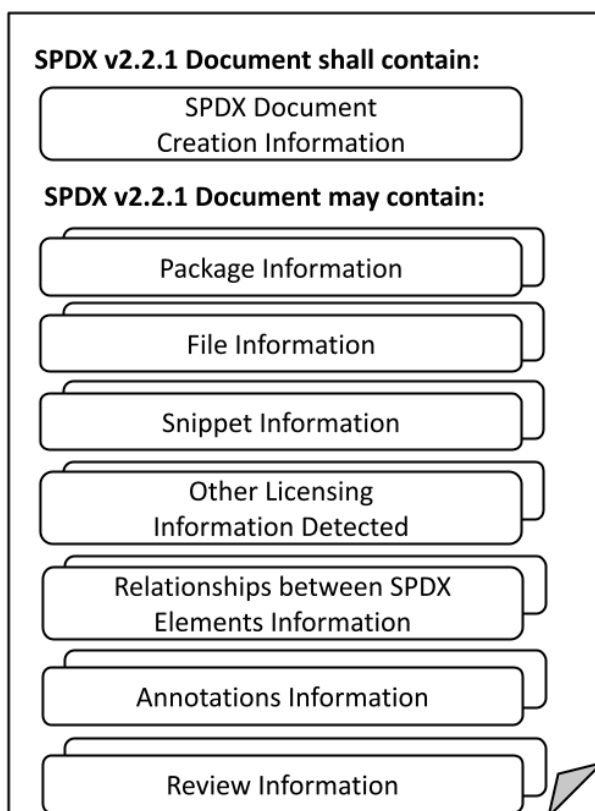 SPDX v2.2.1 Document shall contain:
SPDX Document
Creation Information
SPDX v2.2.1 Document may contain:
Package Information
File Information
Snippet Information
Other Licensing
Information Detected
Relationships between SPDX
Elements Information
Annotations Information
Review Information